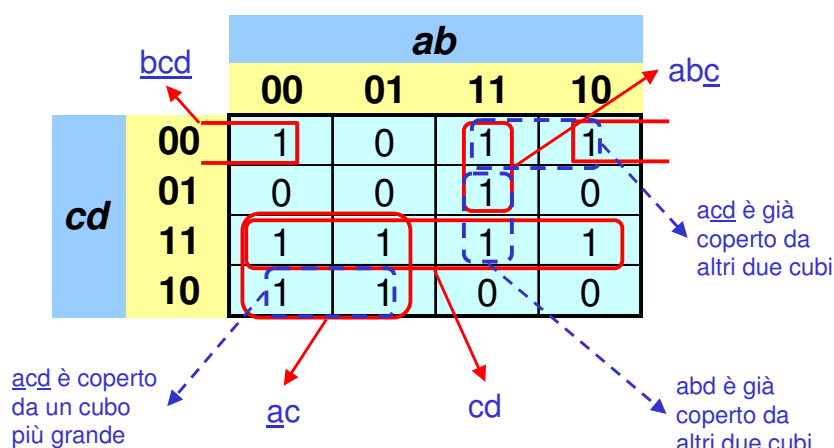 ab
bcd
abc
00 01 11 10
00 1 0 1 1
01 0 0 1 0
cd
11 1 1 1 1
10 1 1 0 0
acd è già
coperto da
altri due cubi
acd è coperto
da un cubo
più grande
ac
cd
abd è già
coperto da
altri due cubi